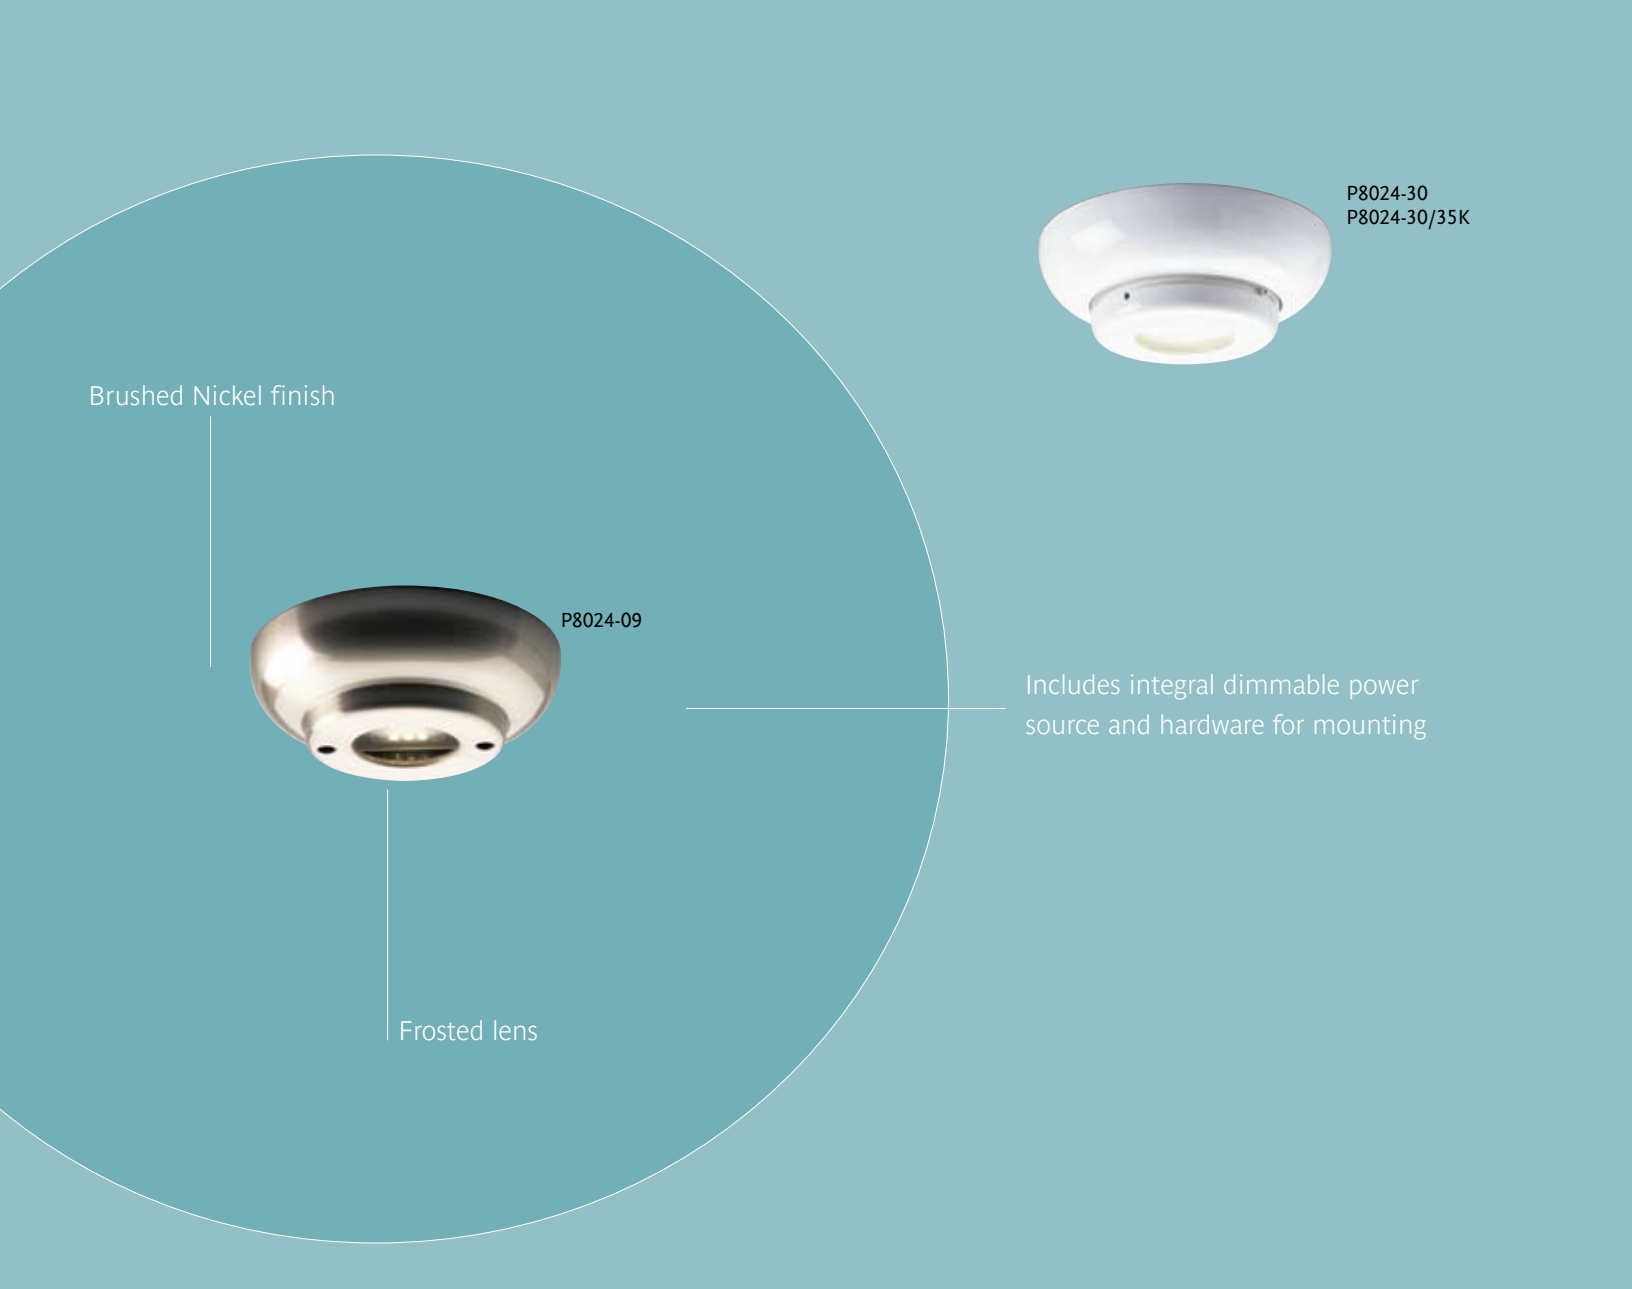 P8024-30
P8024-30/35K
Brushed Nickel finish
P8024-09
Includes integral dimmable power
source and hardware for mounting
Frosted lens